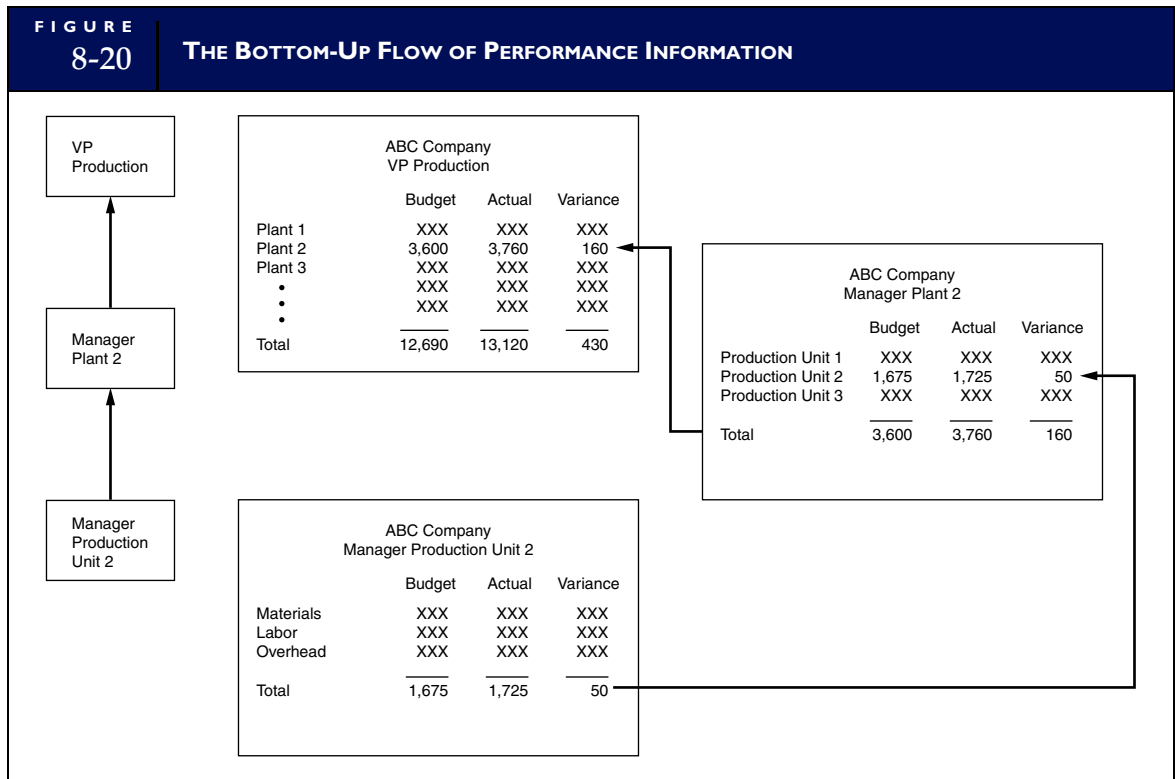 FIGURE
8-20
THE BOTTOM-UP FLOW OF PERFORMANCE INFORMATION
VP
Production
Manager
Plant 2
Manager
Production
Unit 2
ABC Company
VP Production
Budget Actual Variance
Plant 1 XXX XXX XXX
Plant 2 3,600 3,760 160
Plant 3 XXX XXX XXX
• XXX XXX XXX
• XXX XXX XXX
•
Total 12,690 13,120 430
ABC Company
Manager Plant 2
Budget Actual Variance
Production Unit 1 XXX XXX XXX
Production Unit 2 1,675 1,725 50
Production Unit 3 XXX XXX XXX
Total 3,600 3,760 160
ABC Company
Manager Production Unit 2
Budget Actual Variance
Materials XXX XXX XXX
Labor XXX XXX XXX
Overhead XXX XXX XXX
Total 1,675 1,725 50